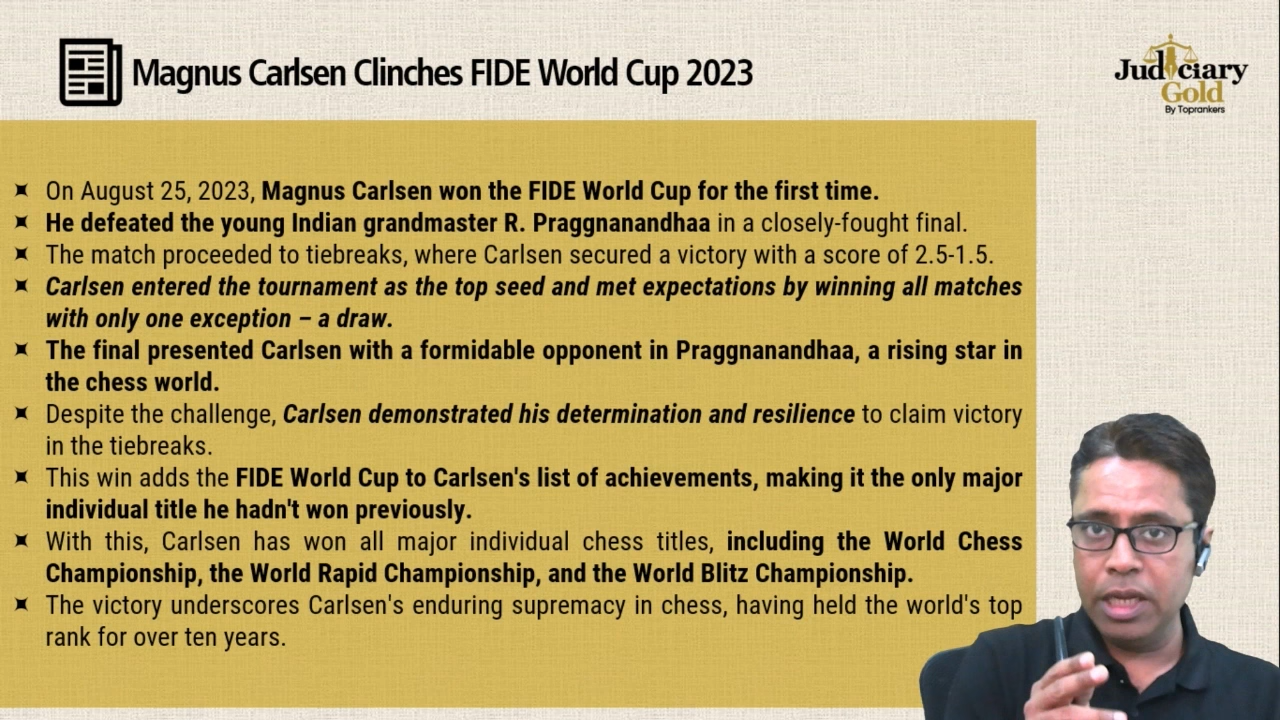 Magnus Carlsen Clinches FIDE World Cup 2023
Judiciary
Gold
By Toprankers
On August 25, 2023, Magnus Carlsen won the FIDE World Cup for the first time.
He defeated the young Indian grandmaster R. Praggnanandhaa in a closely-fought final.
The match proceeded to tiebreaks, where Carlsen secured a victory with a score of 2.5-1.5.
Carlsen entered the tournament as the top seed and met expectations by winning all matches
with only one exception – a draw.
The final presented Carlsen with a formidable opponent in Praggnanandhaa, a rising star in
the chess world.
Despite the challenge, Carlsen demonstrated his determination and resilience to claim victory
in the tiebreaks.
This win adds the FIDE World Cup to Carlsen's list of achievements, making it the only major
individual title he hadn't won previously.
With this, Carlsen has won all major individual chess titles, including the World Chess
Championship, the World Rapid Championship, and the World Blitz Championship.
The victory underscores Carlsen's enduring supremacy in chess, having held the world's top
rank for over ten years.